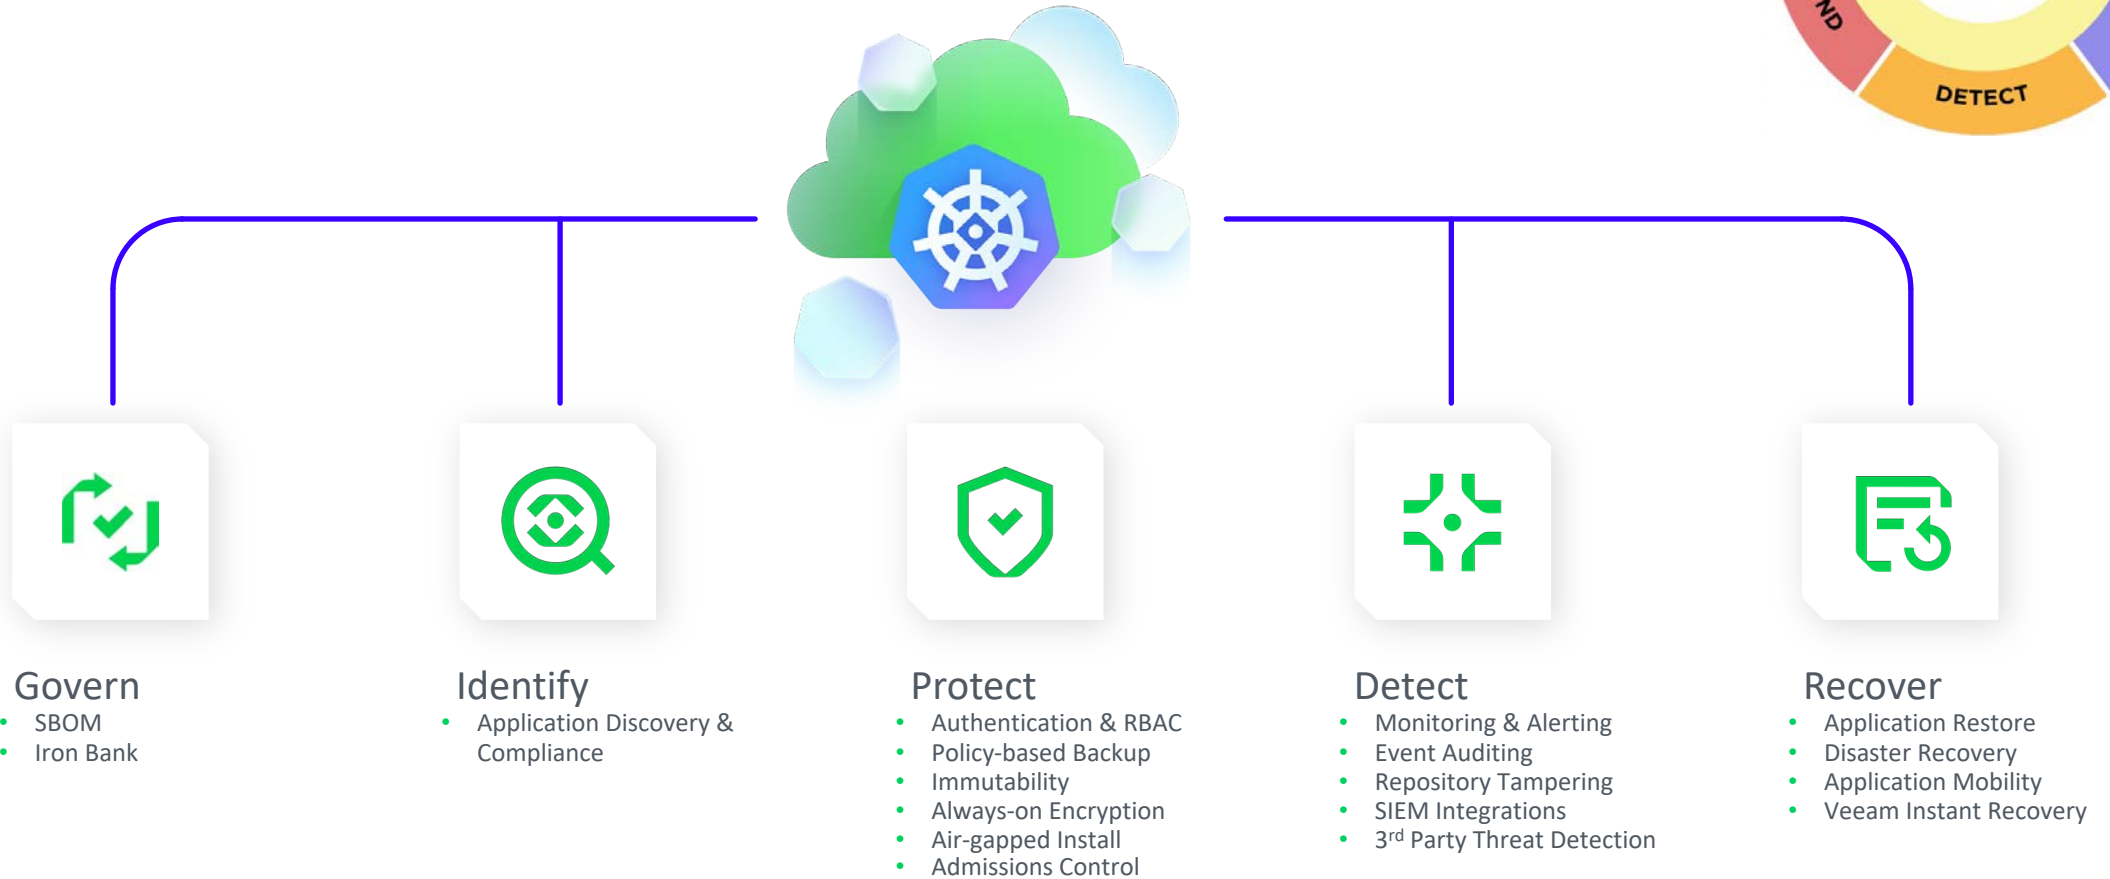 ND
DETECT
Govern
• SBOM
• Iron Bank
Identify
• Application Discovery &
Compliance
Protect
• Authentication & RBAC
• Policy-based Backup
• Immutability
• Always-on Encryption
• Air-gapped Install
• Admissions Control
Detect
• Monitoring & Alerting
• Event Auditing
• Repository Tampering
• SIEM Integrations
• 3rd Party Threat Detection
Recover
• Application Restore
• Disaster Recovery
• Application Mobility
• Veeam Instant Recovery